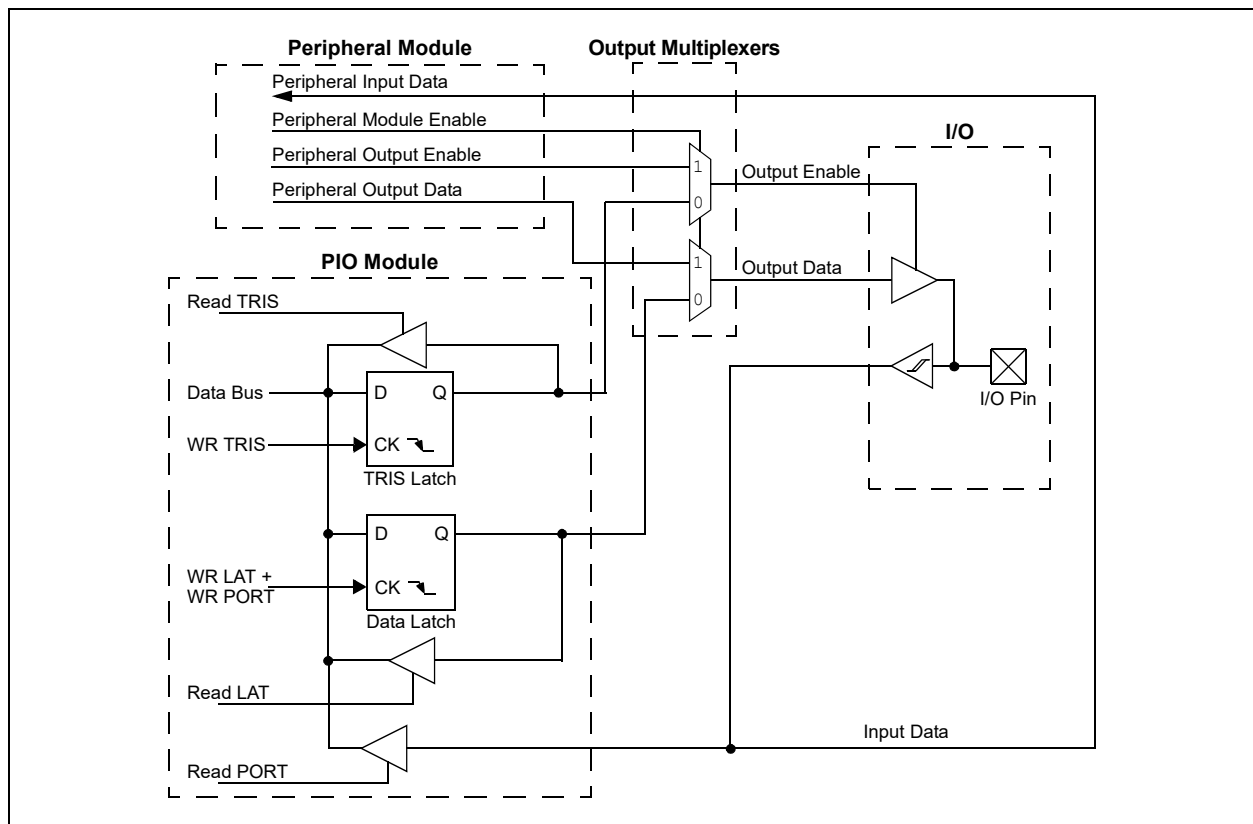 Peripheral Module
Output Multiplexers
Peripheral Input Data
Peripheral Module Enable
Peripheral Output Enable
Peripheral Output Data
1
0
1
0
Output Enable
Output Data
I/O
I/O Pin
PIO Module
Read TRIS
Data Bus
D
Q
WR TRIS
CK
TRIS Latch
D
Q
WR LAT +
WR PORT
CK
Data Latch
Read LAT
Read PORT
Input Data